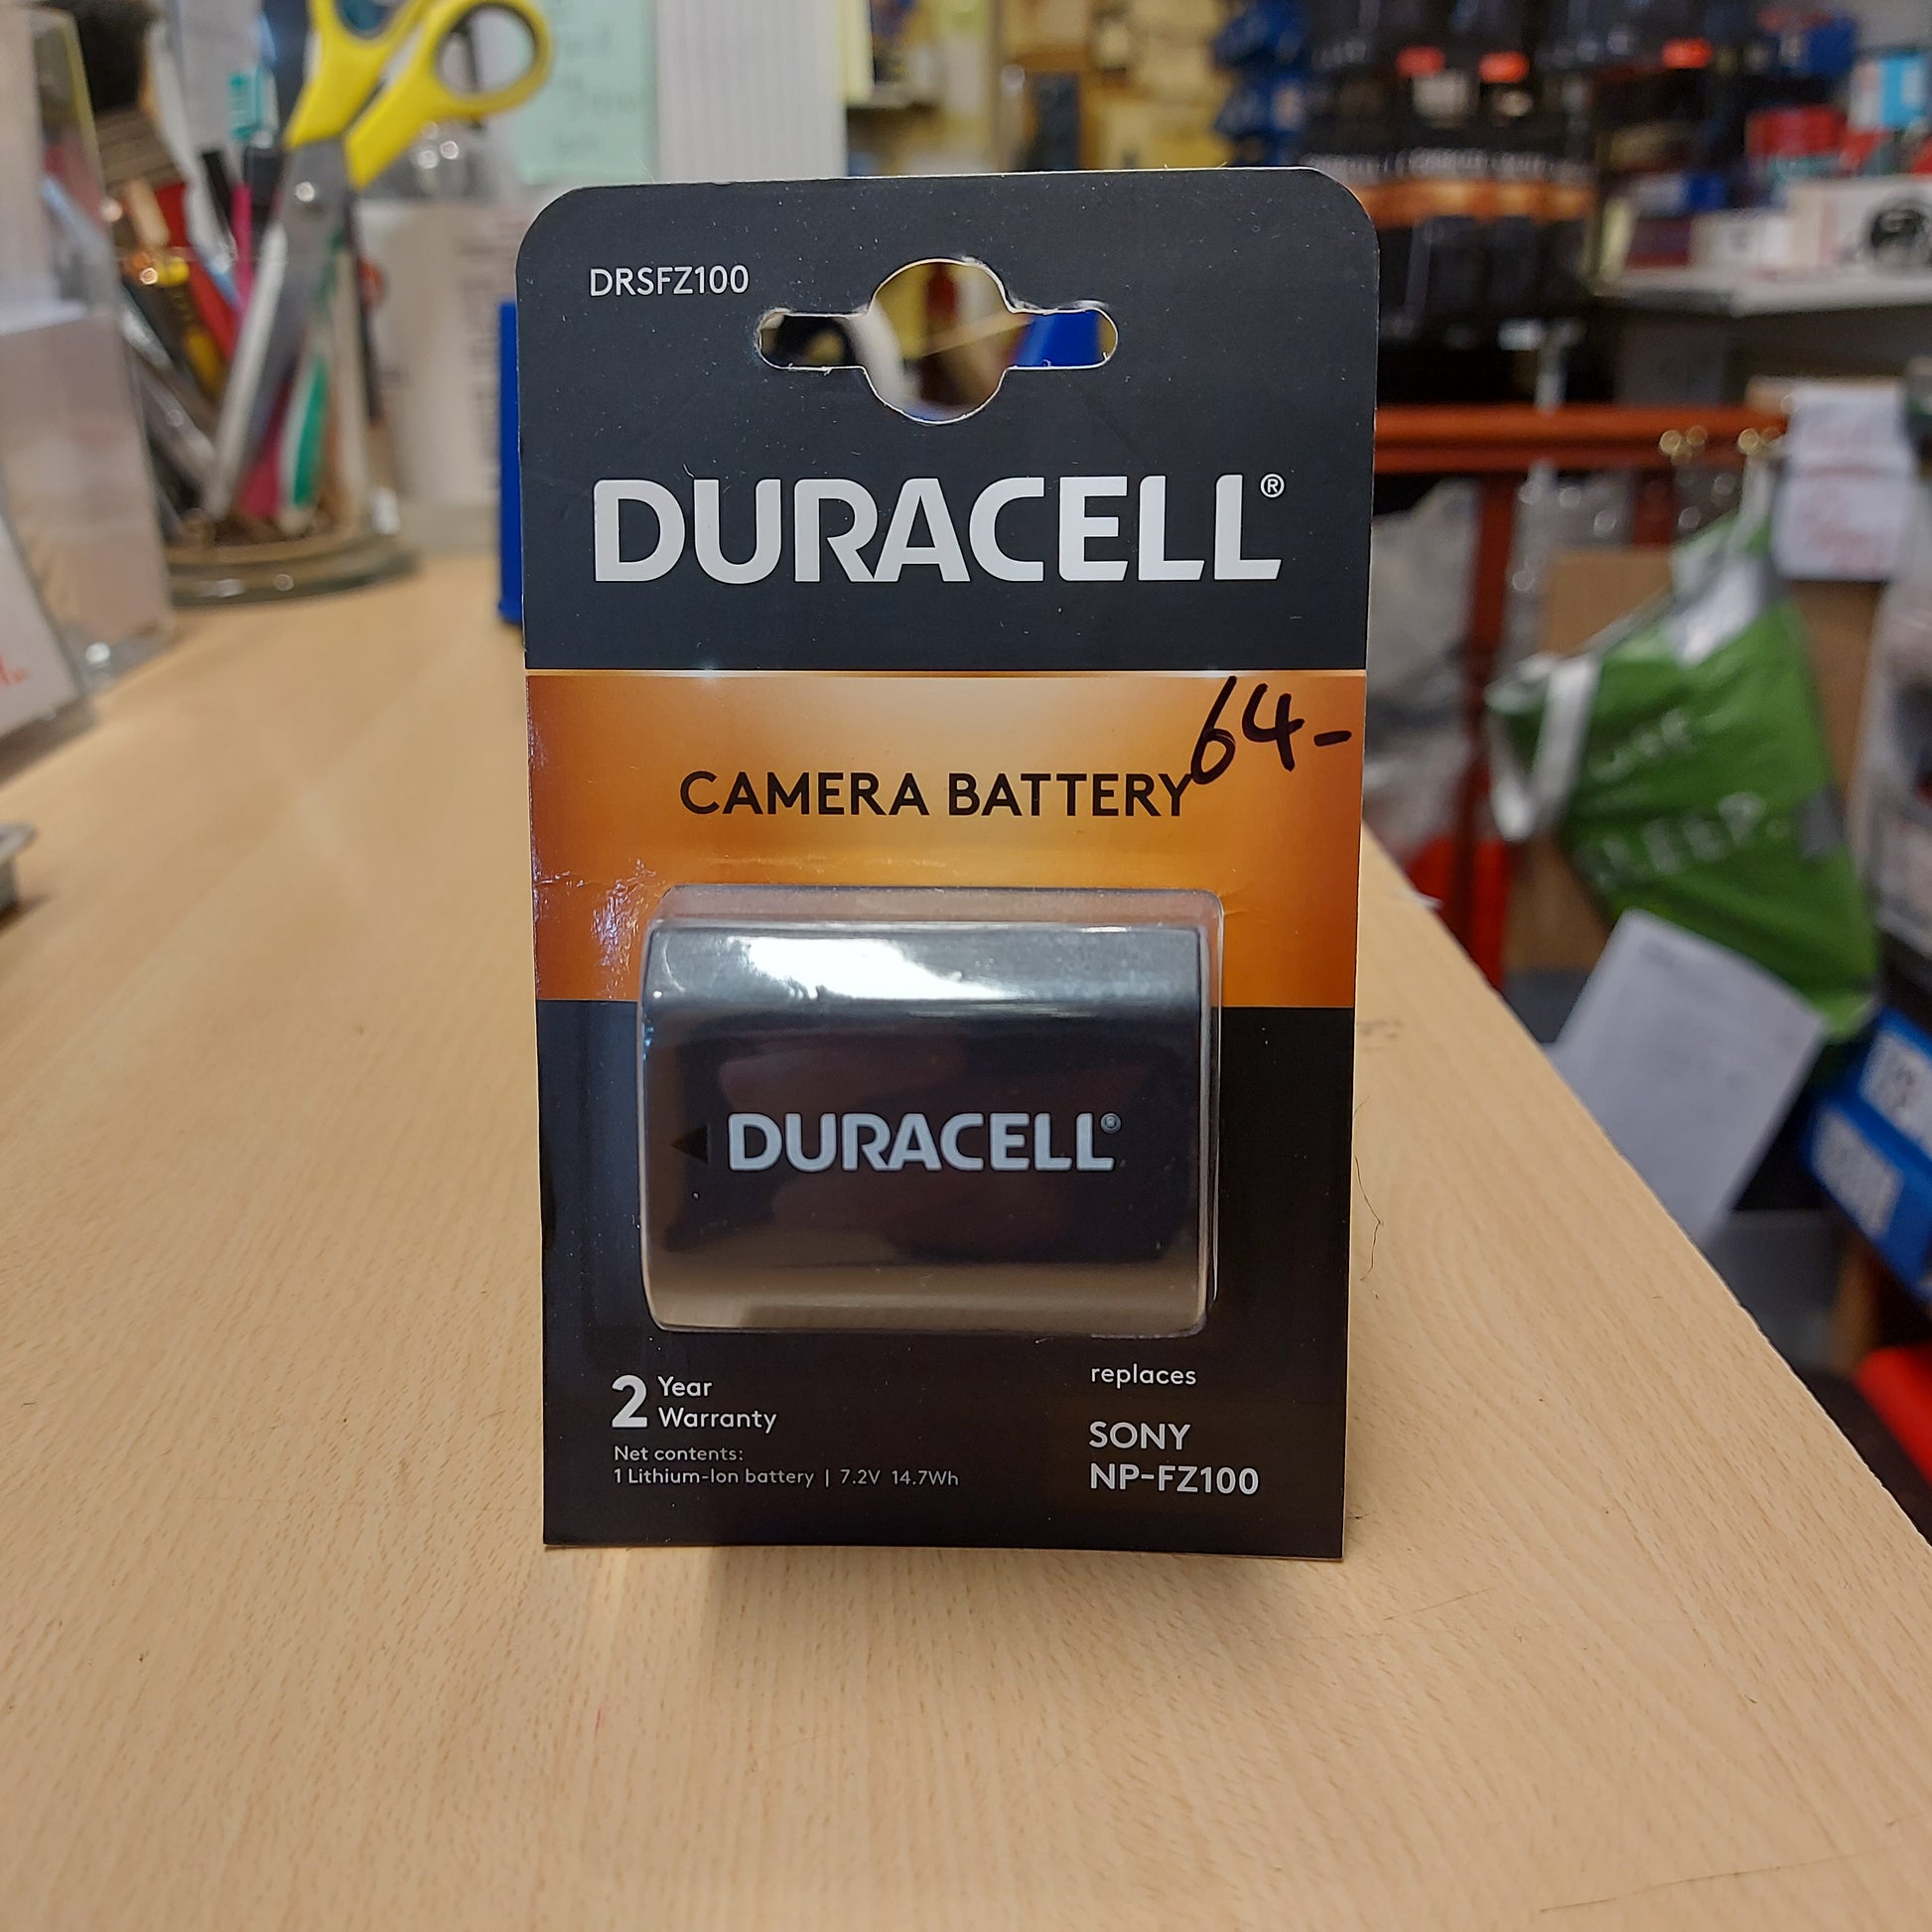 DRSFZ100
DURACELL®
64-
CAMERA BATTERY
DURACELL®
2 Year
Warranty
Net contents:
1 Lithium-Ion battery | 7.2V 14.7Wh
replaces
SONY
NP-FZ100